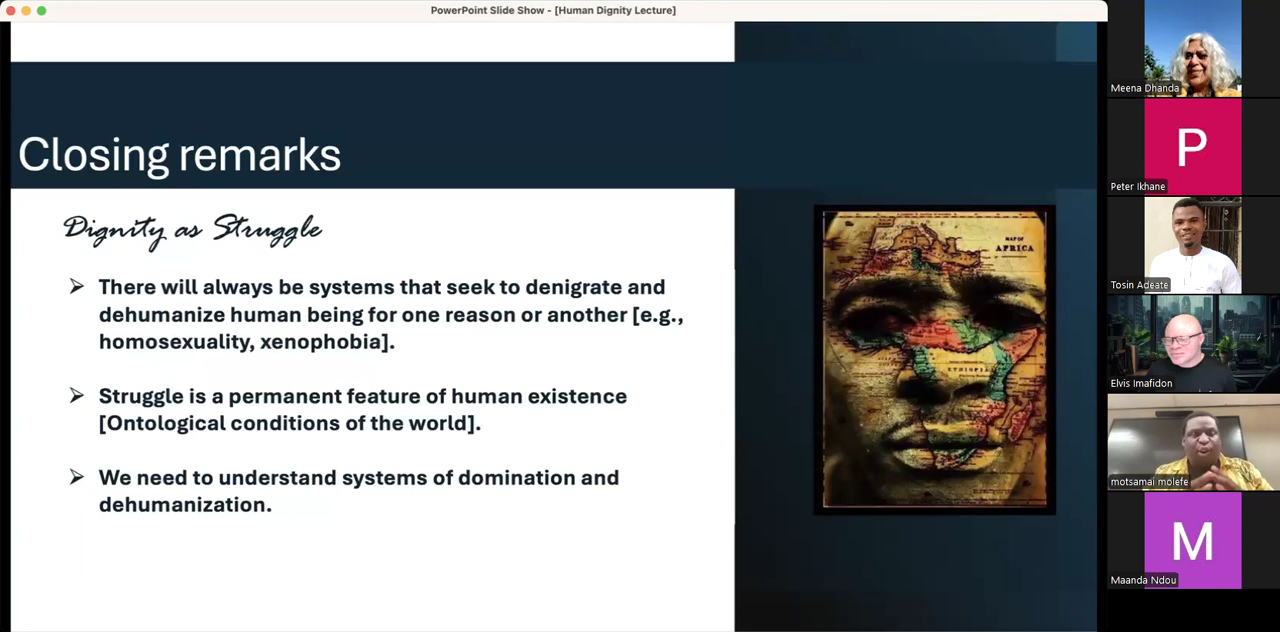 PowerPoint Slide Show - [Human Dignity Lecture]
Closing remarks
Dignity as Struggle
➢ There will always be systems that seek to denigrate and
dehumanize human being for one reason or another [e.g.,
homosexuality, xenophobia].
➢ Struggle is a permanent feature of human existence
[Ontological conditions of the world].
➢ We need to understand systems of domination and
dehumanization.
MAP OF
AFRICA
ETHIOPIA
Meena Dhanda
P
Peter Ikhane
Tosin Adeate
Elvis Imafidon
motsamai molefe
M
Maanda Ndou